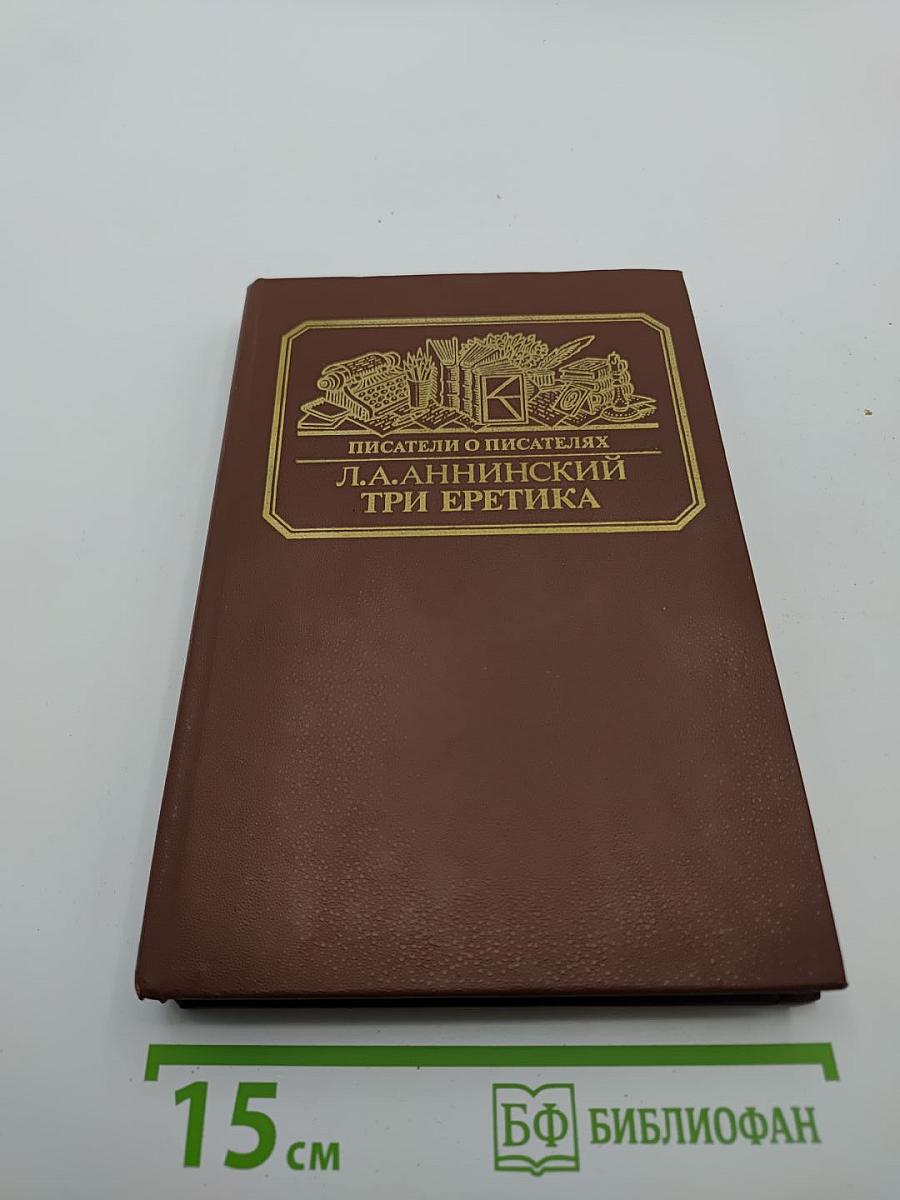 ПИСАТЕЛИ О ПИСАТЕЛЯХ
Л.А.АННИНСКИЙ
ТРИ ЕРЕТИКА
15 см
БФ БИБЛИОФАН